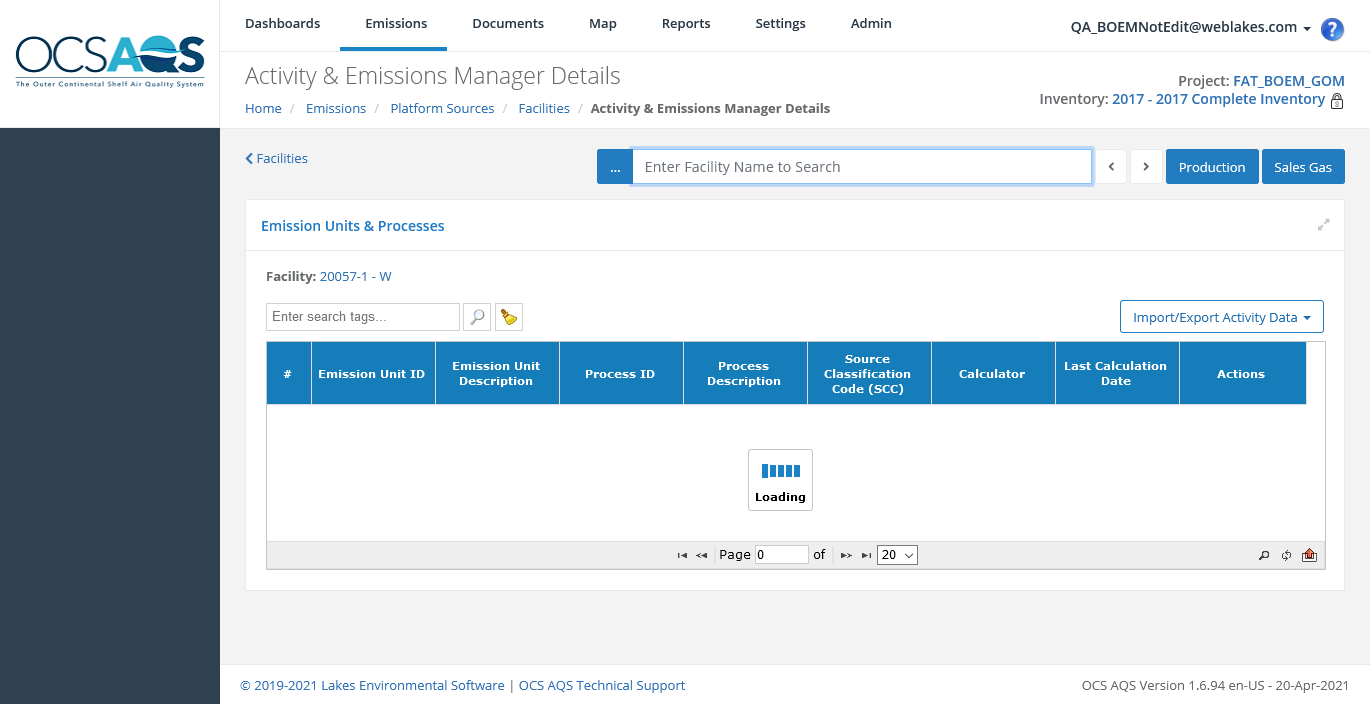 OCSAQS
The Outer Continental Shelf Air Quality System
Dashboards Emissions Documents Map Reports Settings Admin
QA_BOEMNotEdit@weblakes.com ?
Activity & Emissions Manager Details
Project: FAT_BOEM_GOM
Inventory: 2017 - 2017 Complete Inventory
Home / Emissions / Platform Sources / Facilities / Activity & Emissions Manager Details
Facilities
... Enter Facility Name to Search Production Sales Gas
Emission Units & Processes
Facility: 20057-1 - W
Enter search tags... Import/Export Activity Data
# Emission Unit ID Emission Unit Description Process ID Process Description Source Classification Code (SCC) Calculator Last Calculation Date Actions
Loading
Page 0 of 20
© 2019-2021 Lakes Environmental Software | OCS AQS Technical Support
OCS AQS Version 1.6.94 en-US - 20-Apr-2021